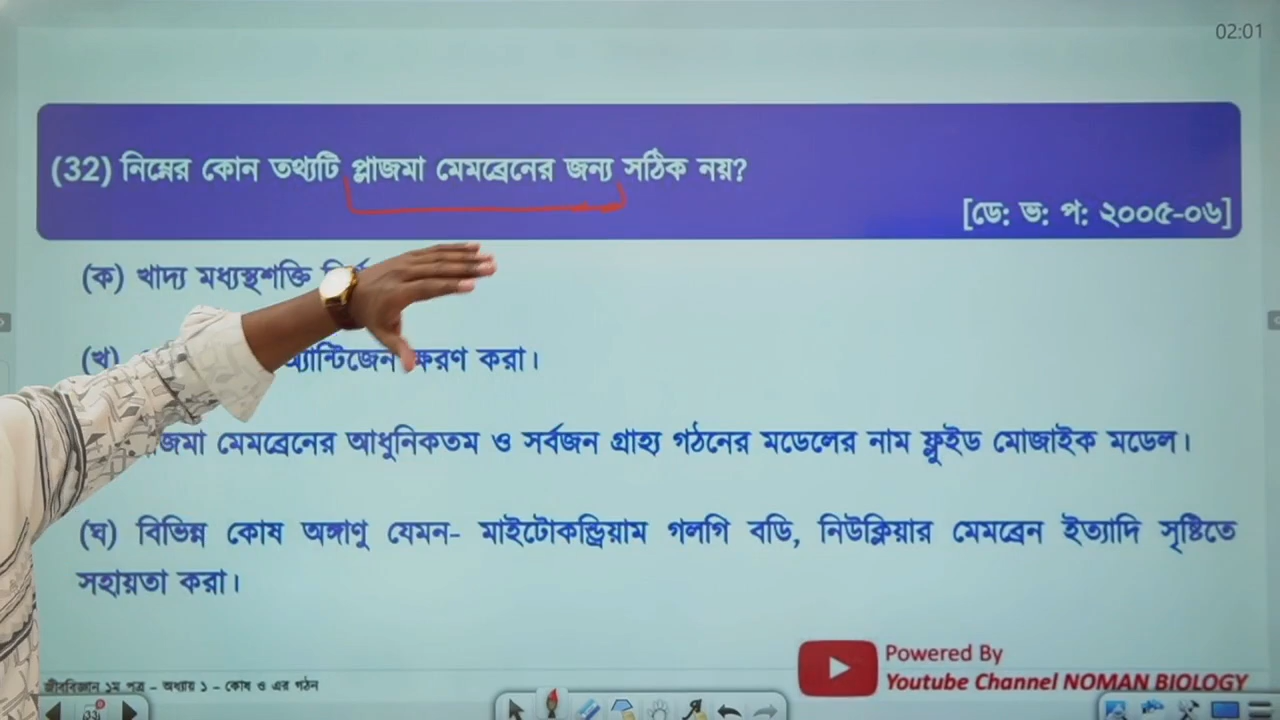 02:01
(32) নিম্নের কোন তথ্যটি প্লাজমা মেমব্রেনের জন্য সঠিক নয়?
[ডে: ভ: প: ২০০৫-০৬]
(ক) খাদ্য মধ্যস্থশক্তি
(খ) অ্যান্টিজেন ক্ষরণ করা।
মেমব্রেনের আধুনিকতম ও সর্বজন গ্রাহ্য গঠনের মডেলের নাম ফ্লুইড মোজাইক মডেল।
(ঘ) বিভিন্ন কোষ অঙ্গাণু যেমন- মাইটোকন্ড্রিয়াম গলগি বডি, নিউক্লিয়ার মেমব্রেন ইত্যাদি সৃষ্টিতে
সহায়তা করা।
Powered By
Youtube Channel NOMAN BIOLOGY
জীববিজ্ঞান ১ম পত্র - অধ্যায় ১ - কোষ ও এর গঠন
33